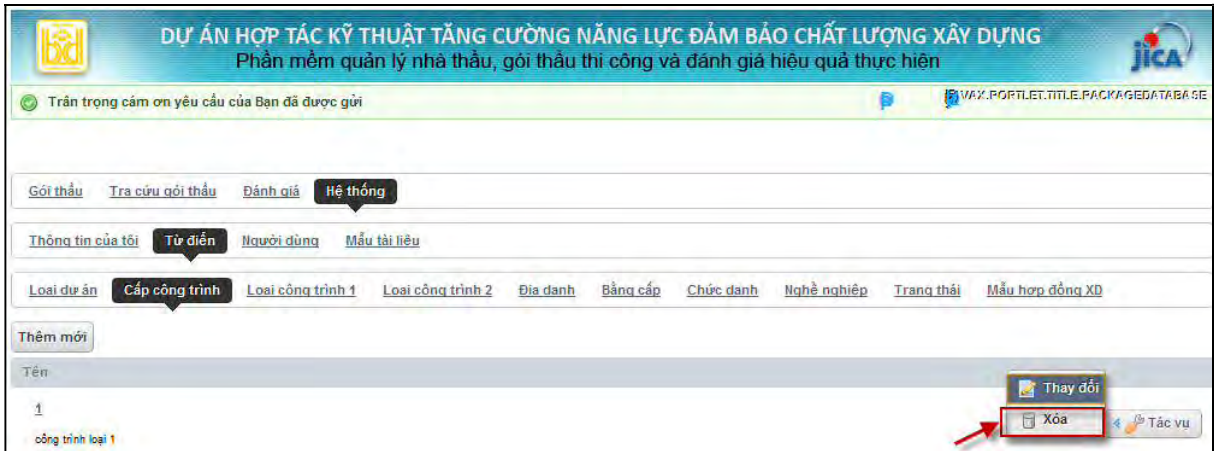 DỰ ÁN HỢP TÁC KỸ THUẬT TĂNG CƯỜNG NĂNG LỰC ĐẢM BẢO CHẤT LƯỢNG XÂY DỰNG
Phần mềm quản lý nhà thầu, gói thầu thi công và đánh giá hiệu quả thực hiện
bxd
jica
Trân trọng cám ơn yêu cầu của Bạn đã được gửi
VAX.PORTLET.TITLE.PACKAGEDATABASE
Gói thầu Tra cứu gói thầu Đánh giá Hệ thống
Thông tin của tôi Từ điển Người dùng Mẫu tài liệu
Loại dự án Cấp công trình Loại công trình 1 Loại công trình 2 Địa danh Bằng cấp Chức danh Nghề nghiệp Trạng thái Mẫu hợp đồng XD
Thêm mới
Tên
Thay đổi
1
Xóa
Tác vụ
công trình loại 1